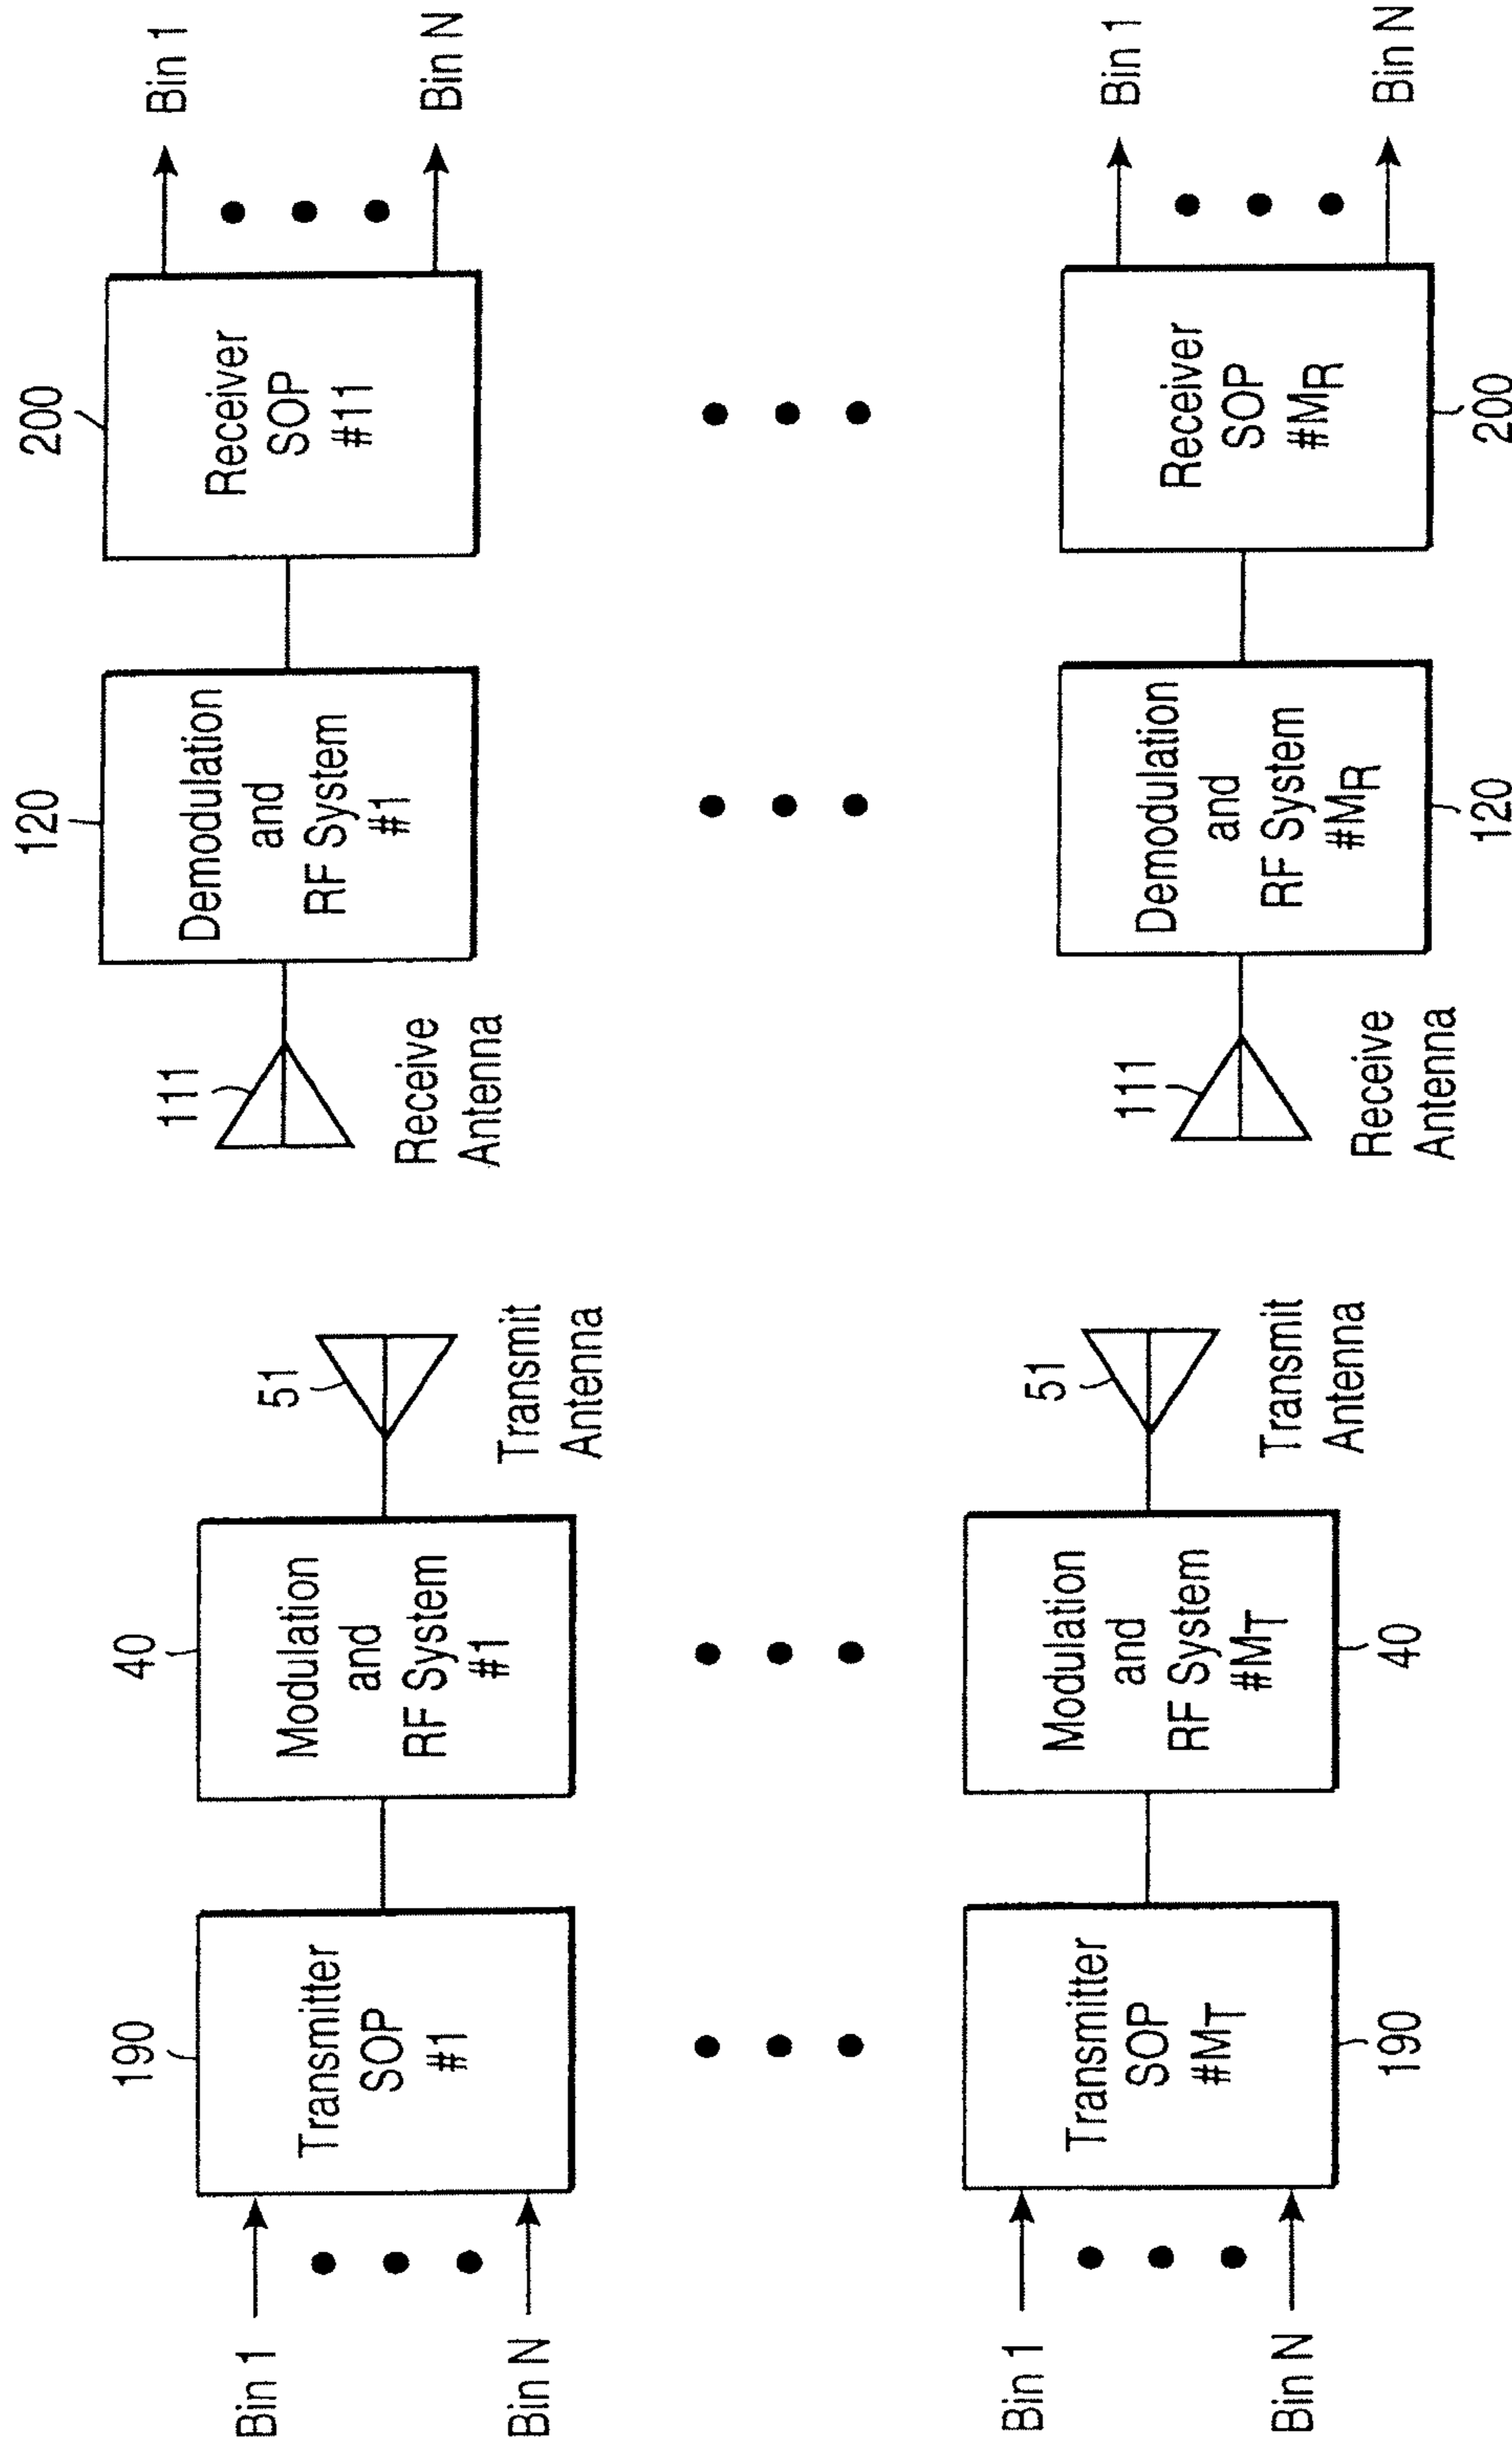 Bin 1
Bin N
190
Transmitter
SOP
#1
40
Modulation
and
RF System
#1
51
Transmit
Antenna
111
Receive
Antenna
120
Demodulation
and
RF System
#1
200
Receiver
SOP
#11
Bin 1
Bin N
Bin 1
Bin N
190
Transmitter
SOP
#MT
40
Modulation
and
RF System
#MT
51
Transmit
Antenna
111
Receive
Antenna
120
Demodulation
and
RF System
#MR
200
Receiver
SOP
#MR
Bin 1
Bin N